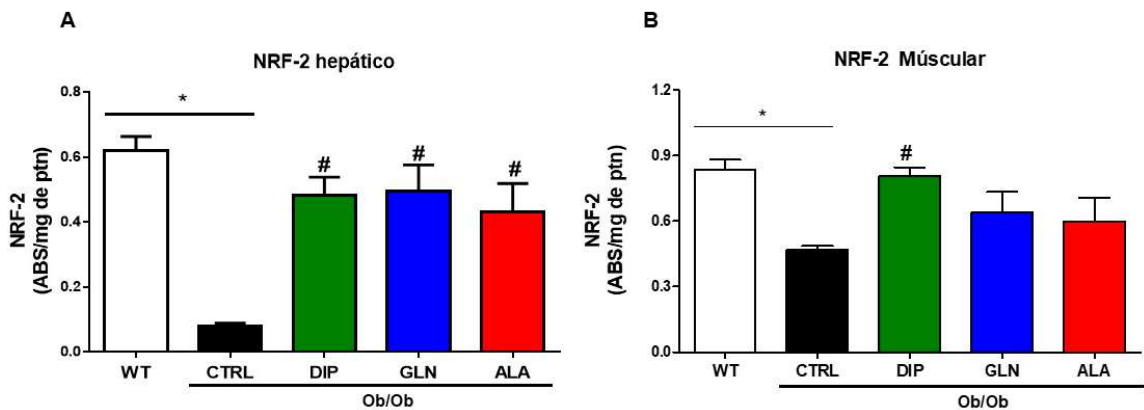 A
NRF-2 hepático
NRF-2
(ABS/mg de ptn)
0.8
0.6
0.4
0.2
0.0
*
#
#
#
WT
CTRL
DIP
GLN
ALA
Ob/Ob
B
NRF-2 Múscular
NRF-2
(ABS/mg de ptn)
1.2
0.9
0.6
0.3
0.0
*
#
WT
CTRL
DIP
GLN
ALA
Ob/Ob